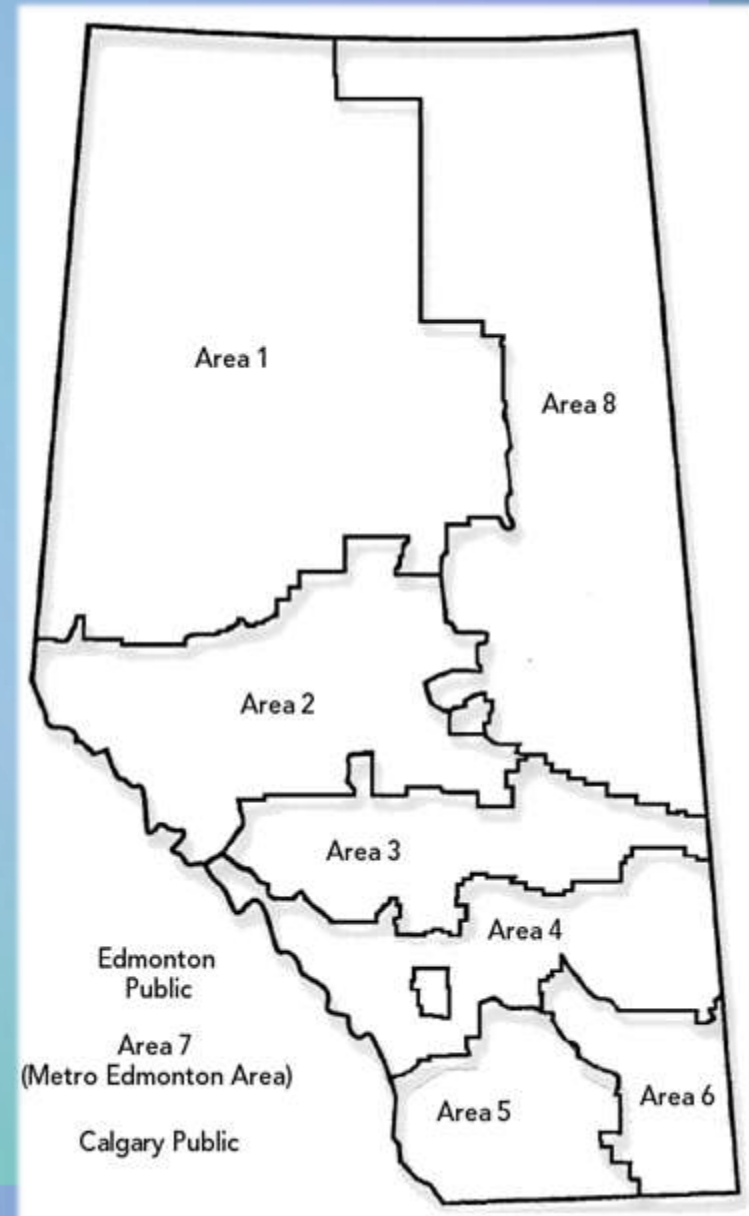 Area 1
Area 8
Area 2
Area 3
Area 4
Edmonton
Public
Area 7
(Metro Edmonton Area)
Calgary Public
Area 5
Area 6